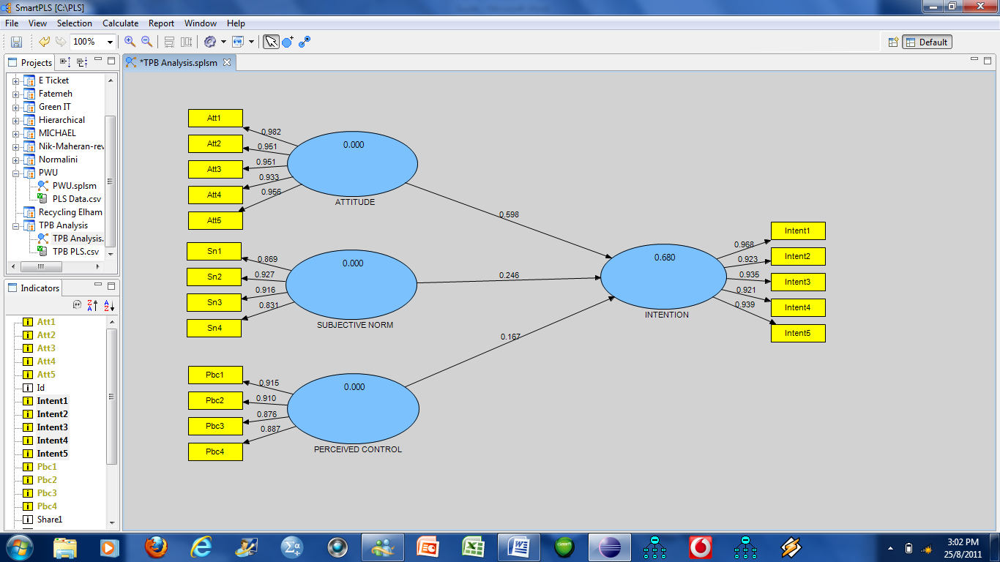 SmartPLS [C:\PLS]
File View Selection Calculate Report Window Help
100%
Default
Projects
*TPB Analysis.splsm
E Ticket
Fatemeh
Green IT
Hierarchical
MICHAEL
Nik-Maheran-rev
Normalini
PWU
PWU.splsm
PLS Data.csv
Recycling Elham
TPB Analysis
TPB Analysis.
TPB PLS.csv
Indicators
Att1
Att2
Att3
Att4
Att5
Id
Intent1
Intent2
Intent3
Intent4
Intent5
Pbc1
Pbc2
Pbc3
Pbc4
Share1
Att1
Att2
Att3
Att4
Att5
0.982
0.951
0.951
0.933
0.956
0.000
ATTITUDE
Sn1
Sn2
Sn3
Sn4
0.869
0.927
0.916
0.831
0.000
SUBJECTIVE NORM
Pbc1
Pbc2
Pbc3
Pbc4
0.915
0.910
0.876
0.887
0.000
PERCEIVED CONTROL
0.598
0.246
0.167
0.680
INTENTION
0.968
0.923
0.935
0.921
0.939
Intent1
Intent2
Intent3
Intent4
Intent5
3:02 PM
25/8/2011